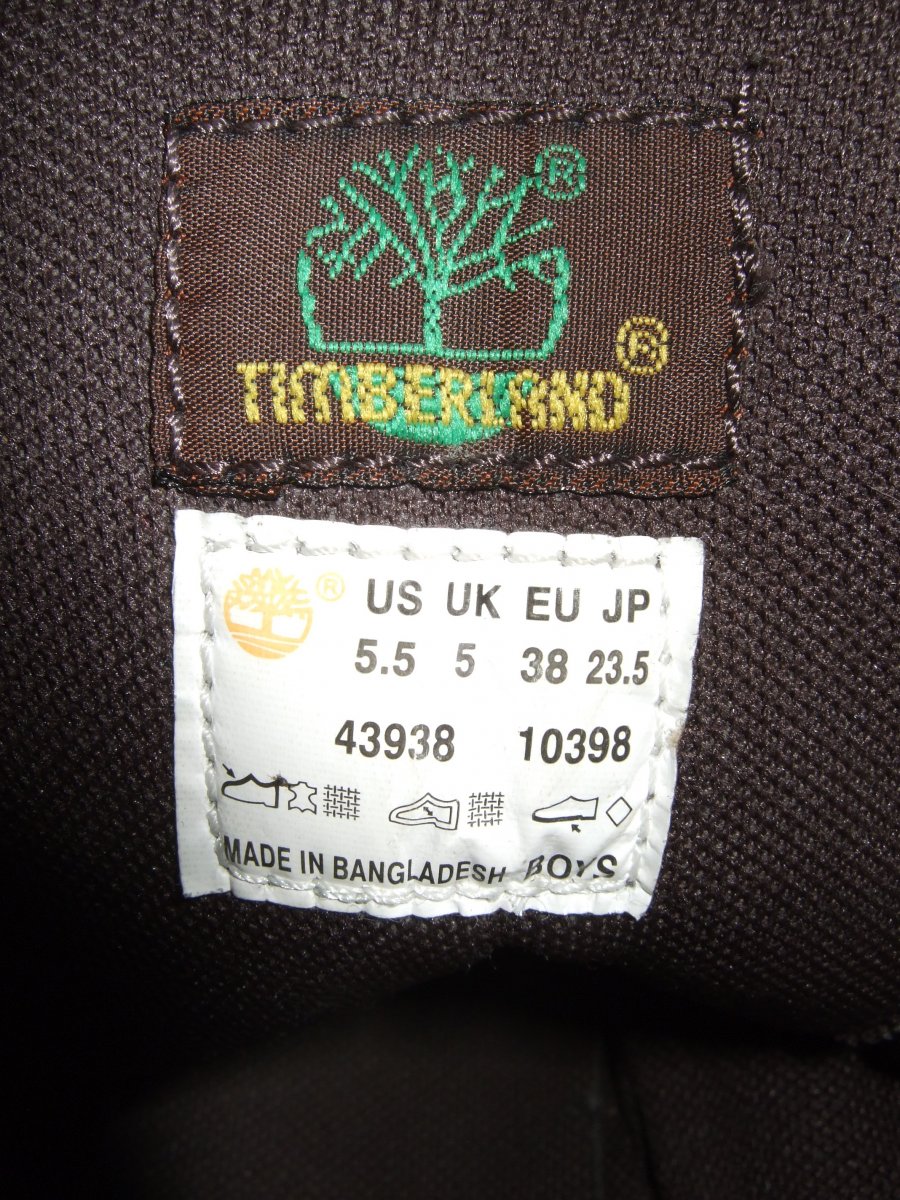 ®
TIMBERLAND ®
® US UK EU JP
5.5 5 38 23.5
43938 10398
MADE IN BANGLADESH BOYS